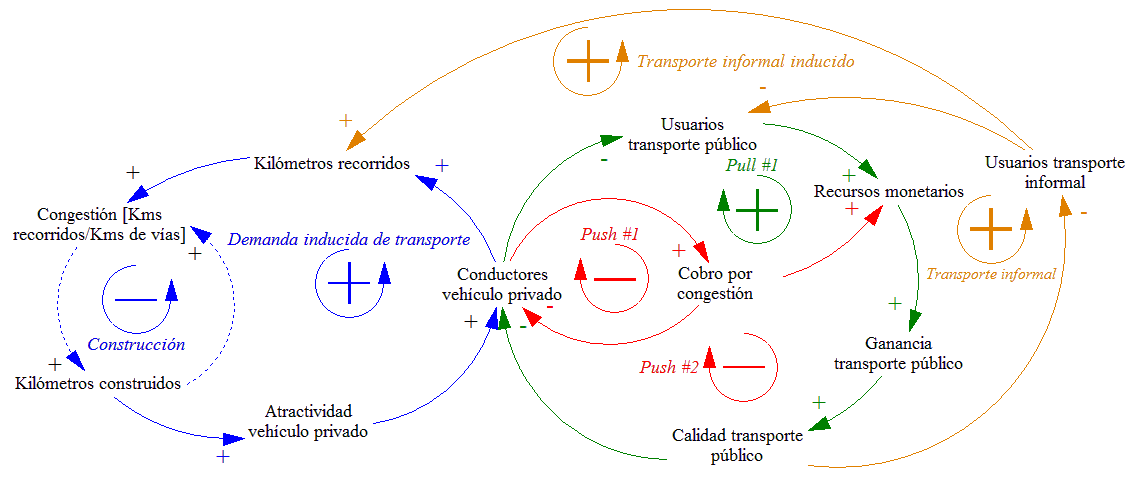 Transporte informal inducido
+
-
Usuarios
transporte público
+
-
Kilómetros recorridos
+
+
Pull #1
Usuarios transporte
informal
+
Recursos monetarios
+
-
Congestión [Kms
recorridos/Kms de vías]
+
Demanda inducida de transporte
Push #1
+
Conductores
vehículo privado
Cobro por
congestión
Transporte informal
-
+
-
+
Construcción
Ganancia
transporte público
+
Kilómetros construidos
Push #2
+
Atractividad
vehículo privado
+
Calidad transporte
público